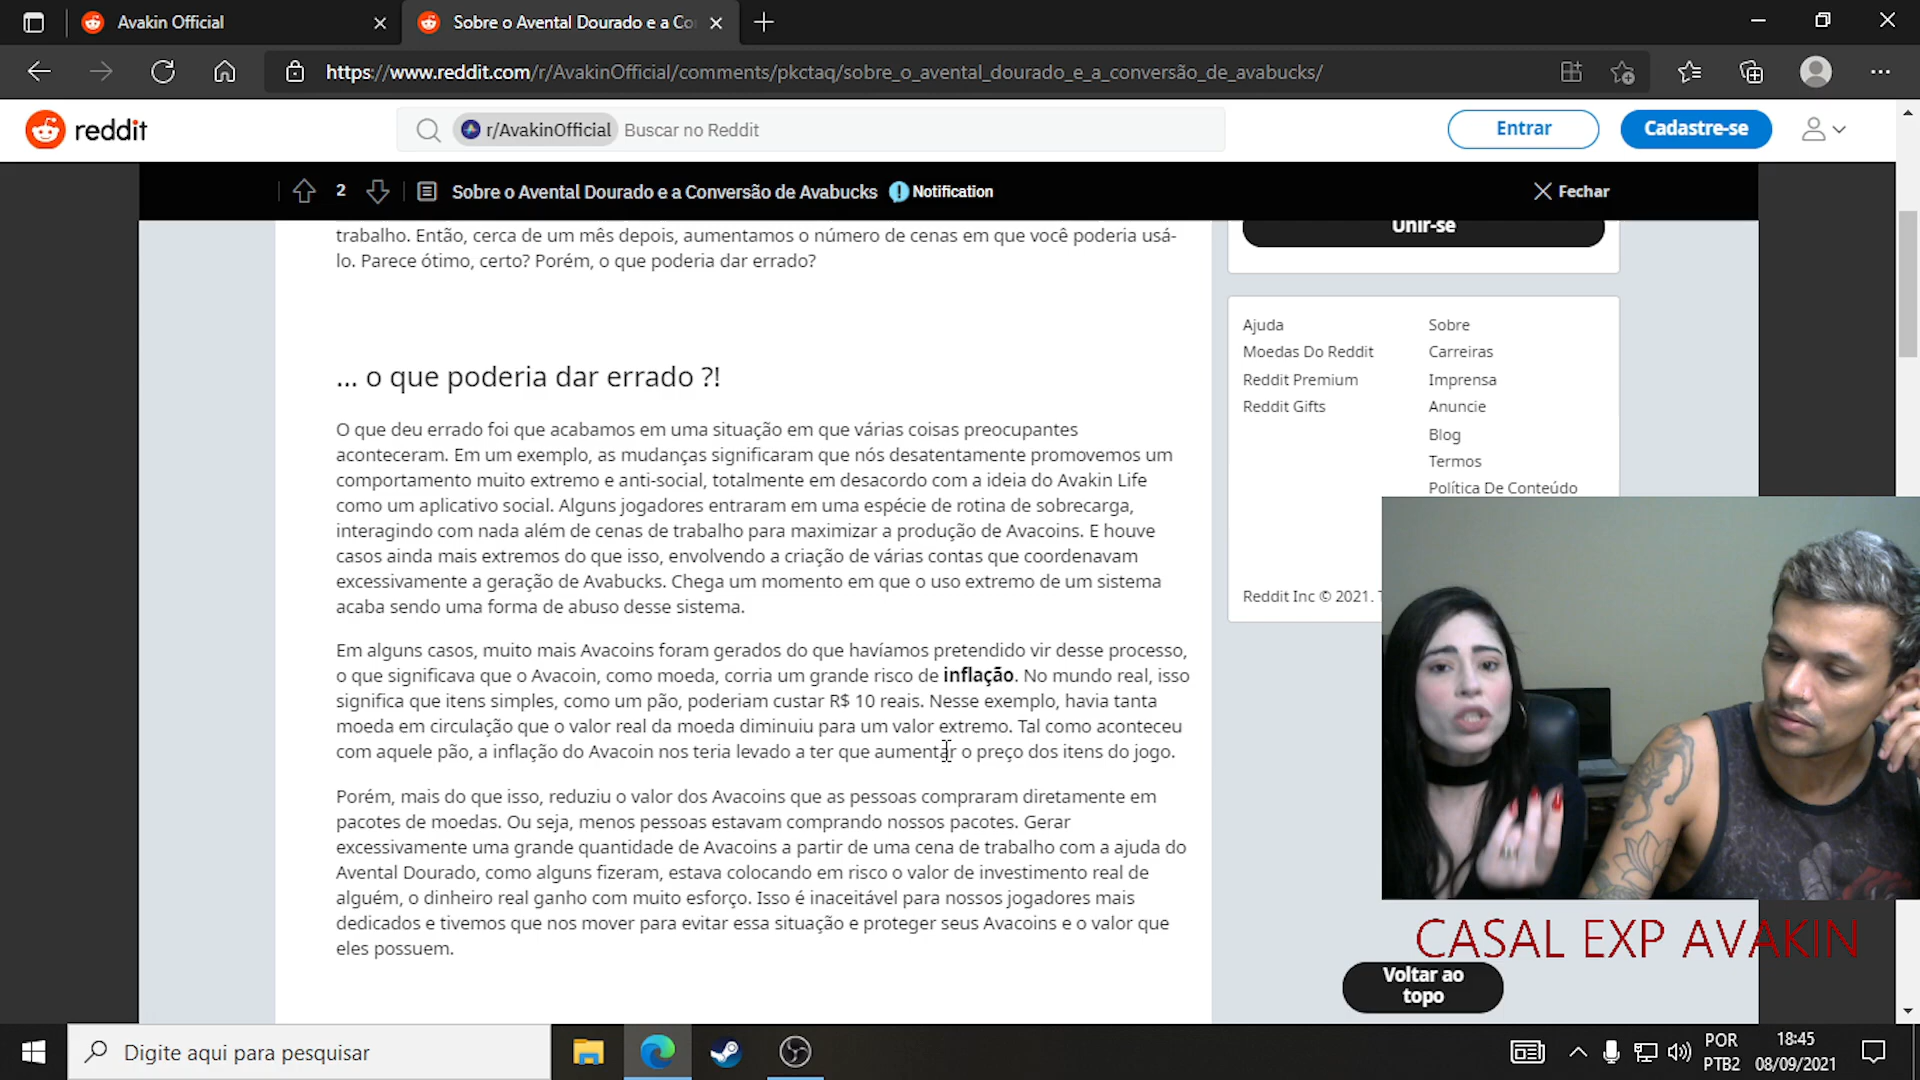 Avakin Official
Sobre o Avental Dourado e a Co
https://www.reddit.com/r/AvakinOfficial/comments/pkctaq/sobre_o_avental_dourado_e_a_conversão_de_avabucks/
reddit
r/AvakinOfficial Buscar no Reddit
Entrar
Cadastre-se
2
Sobre o Avental Dourado e a Conversão de Avabucks
Notification
Fechar
trabalho. Então, cerca de um mês depois, aumentamos o número de cenas em que você poderia usá-
lo. Parece ótimo, certo? Porém, o que poderia dar errado?
... o que poderia dar errado ?!
O que deu errado foi que acabamos em uma situação em que várias coisas preocupantes
aconteceram. Em um exemplo, as mudanças significaram que nós desatentamente promovemos um
comportamento muito extremo e anti-social, totalmente em desacordo com a ideia do Avakin Life
como um aplicativo social. Alguns jogadores entraram em uma espécie de rotina de sobrecarga,
interagindo com nada além de cenas de trabalho para maximizar a produção de Avacoins. E houve
casos ainda mais extremos do que isso, envolvendo a criação de várias contas que coordenavam
excessivamente a geração de Avabucks. Chega um momento em que o uso extremo de um sistema
acaba sendo uma forma de abuso desse sistema.
Em alguns casos, muito mais Avacoins foram gerados do que havíamos pretendido vir desse processo,
o que significava que o Avacoin, como moeda, corria um grande risco de inflação. No mundo real, isso
significa que itens simples, como um pão, poderiam custar R$ 10 reais. Nesse exemplo, havia tanta
moeda em circulação que o valor real da moeda diminuiu para um valor extremo. Tal como aconteceu
com aquele pão, a inflação do Avacoin nos teria levado a ter que aumentar o preço dos itens do jogo.
Porém, mais do que isso, reduziu o valor dos Avacoins que as pessoas compraram diretamente em
pacotes de moedas. Ou seja, menos pessoas estavam comprando nossos pacotes. Gerar
excessivamente uma grande quantidade de Avacoins a partir de uma cena de trabalho com a ajuda do
Avental Dourado, como alguns fizeram, estava colocando em risco o valor de investimento real de
alguém, o dinheiro real ganho com muito esforço. Isso é inaceitável para nossos jogadores mais
dedicados e tivemos que nos mover para evitar essa situação e proteger seus Avacoins e o valor que
eles possuem.
Unir-se
Ajuda
Moedas Do Reddit
Reddit Premium
Reddit Gifts
Sobre
Carreiras
Imprensa
Anuncie
Blog
Termos
Política De Conteúdo
Reddit Inc © 2021.
CASAL EXP AVAKIN
Voltar ao
topo
Digite aqui para pesquisar
POR
PTB2
18:45
08/09/2021